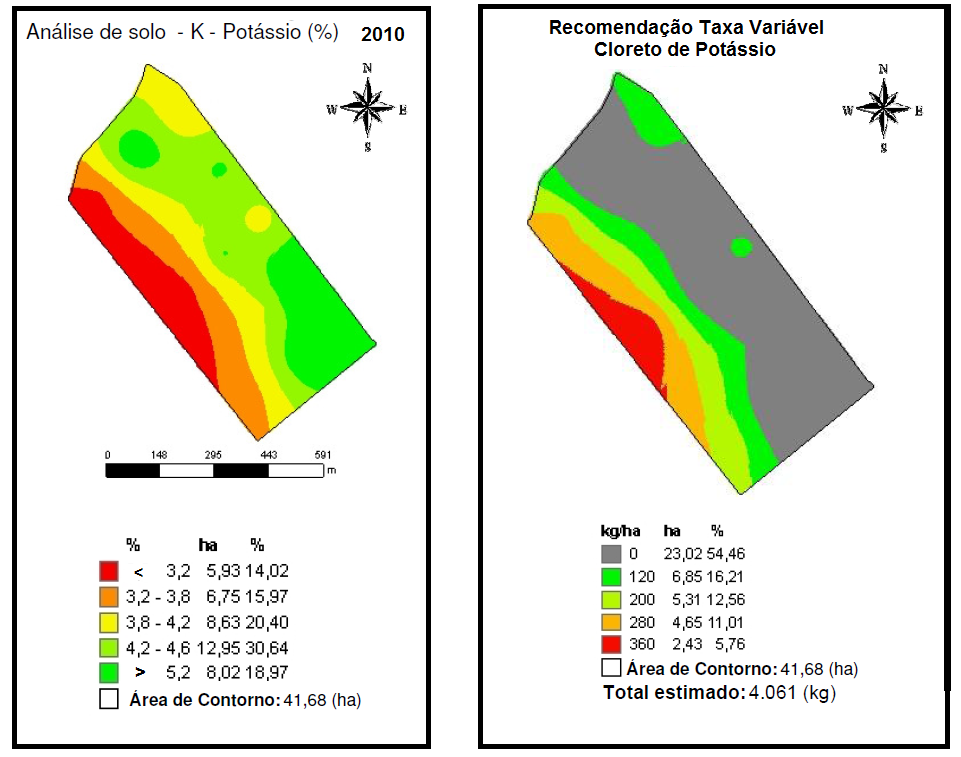 Análise de solo - K - Potássio (%) 2010
N
W E
S
0 148 295 443 591
m
% ha %
< 3,2 5,93 14,02
3,2 - 3,8 6,75 15,97
3,8 - 4,2 8,63 20,40
4,2 - 4,6 12,95 30,64
> 5,2 8,02 18,97
Área de Contorno: 41,68 (ha)
Recomendação Taxa Variável
Cloreto de Potássio
N
W E
S
kg/ha ha %
0 23,02 54,46
120 6,85 16,21
200 5,31 12,56
280 4,65 11,01
360 2,43 5,76
Área de Contorno: 41,68 (ha)
Total estimado: 4.061 (kg)